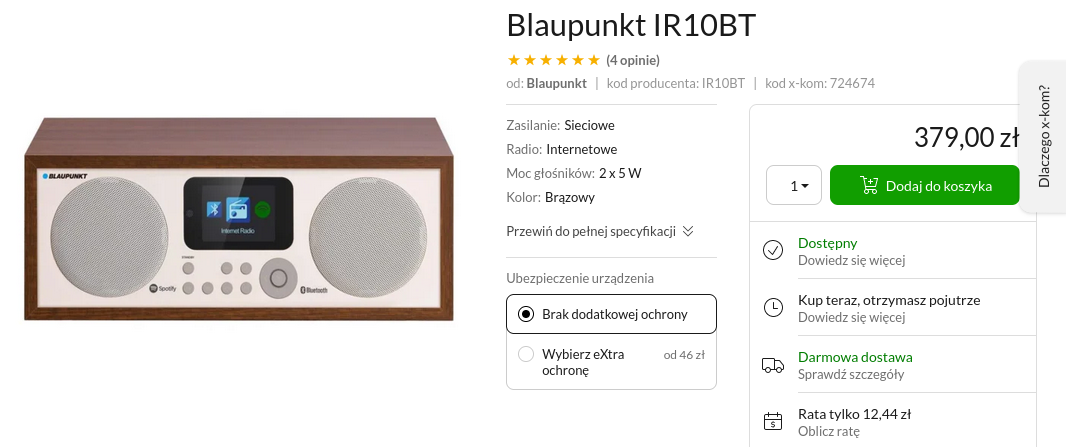 Blaupunkt IR10BT
(4 opinie)
od: Blaupunkt | kod producenta: IR10BT | kod x-kom: 724674
Zasilanie: Sieciowe
Radio: Internetowe
Moc głośników: 2 x 5 W
Kolor: Brązowy
Przewiń do pełnej specyfikacji
Ubezpieczenie urządzenia
Brak dodatkowej ochrony
Wybierz eXtra ochronę
od 46 zł
379,00 zł
1
Dodaj do koszyka
Dostępny
Dowiedz się więcej
Kup teraz, otrzymasz pojutrze
Dowiedz się więcej
Darmowa dostawa
Sprawdź szczegóły
Rata tylko 12,44 zł
Oblicz ratę
Dlaczego x-kom?
BLAUPUNKT
Internet Radio
STANDBY
Spotify
Bluetooth